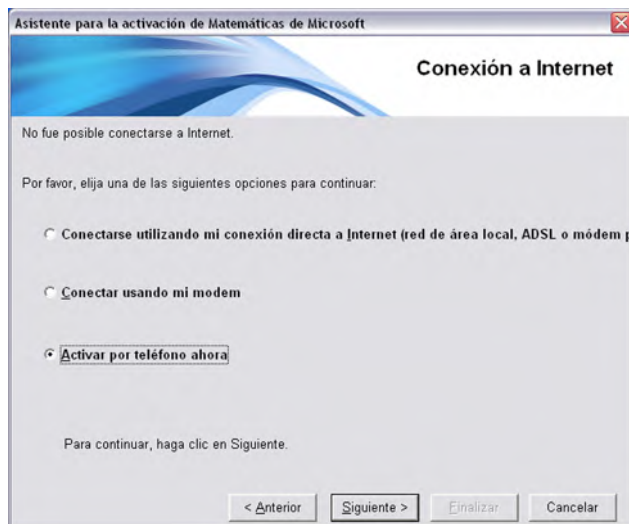 Asistente para la activación de Matemáticas de Microsoft
Conexión a Internet
No fue posible conectarse a Internet.
Por favor, elija una de las siguientes opciones para continuar:
Conectarse utilizando mi conexión directa a Internet (red de área local, ADSL o módem p
Conectar usando mi modem
Activar por teléfono ahora
Para continuar, haga clic en Siguiente.
< Anterior Siguiente > Finalizar Cancelar